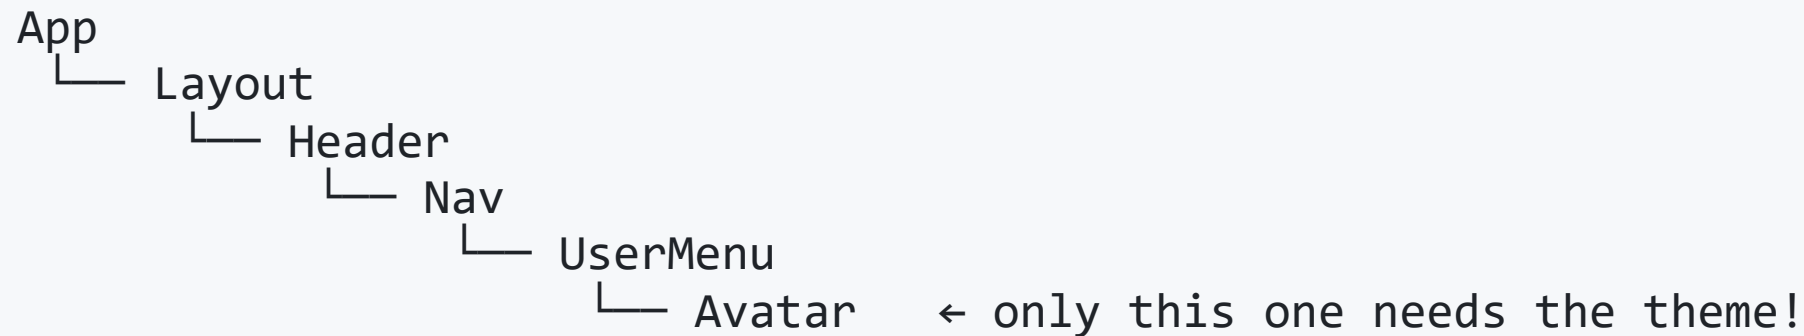 App
└── Layout
└── Header
└── Nav
└── UserMenu
└── Avatar ← only this one needs the theme!